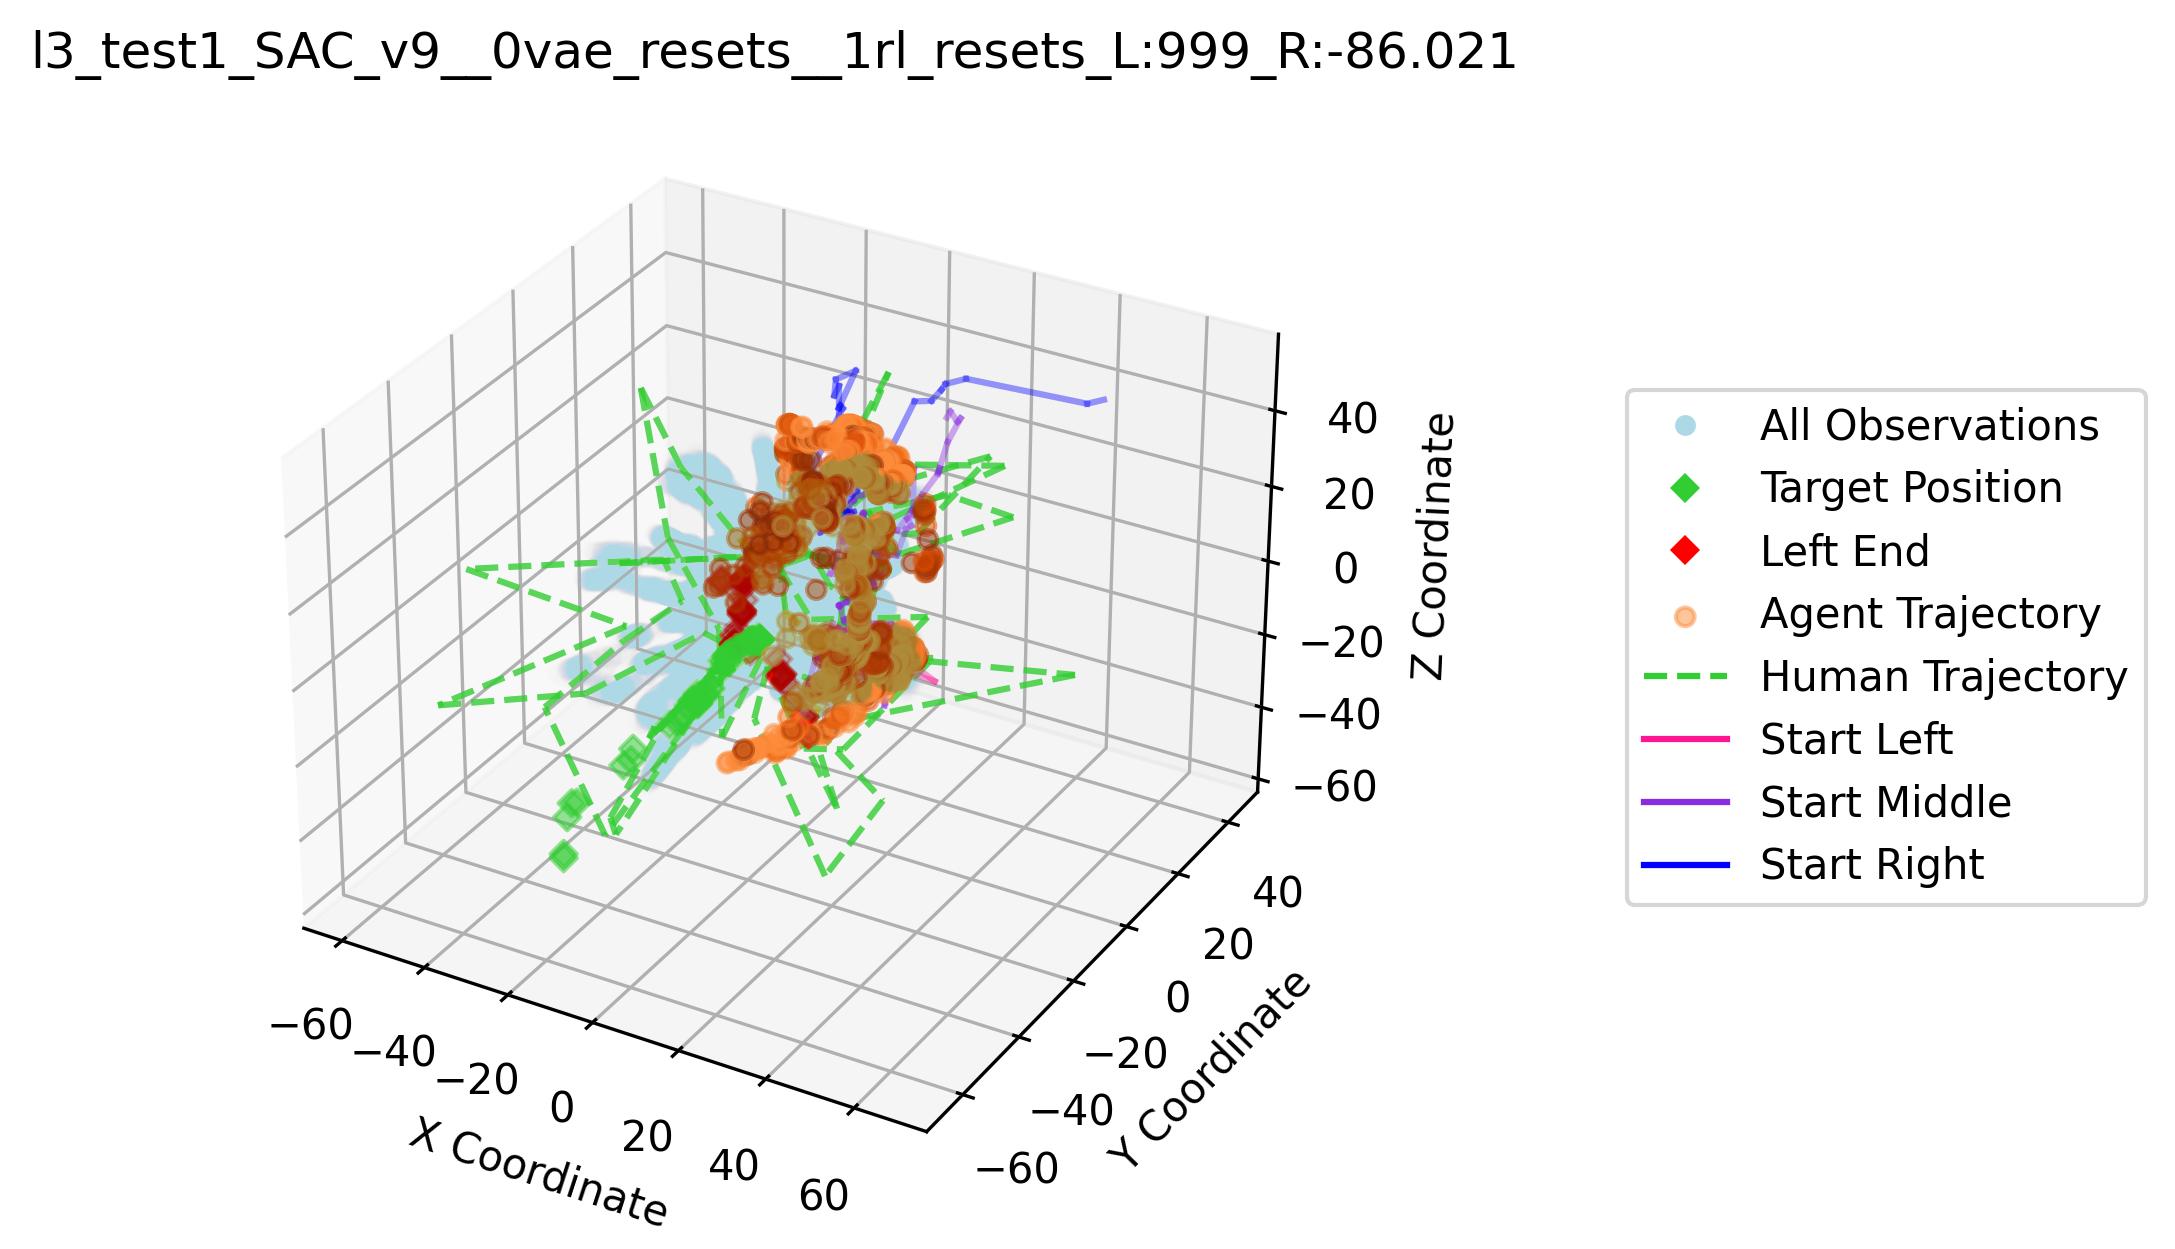 l3_test1_SAC_v9__0vae_resets__1rl_resets_L:999_R:-86.021
40
20
0
−20
−40
−60
Z Coordinate
40
20
0
−20
−40
−60
Y Coordinate
−60
−40
−20
0
20
40
60
X Coordinate
All Observations
Target Position
Left End
Agent Trajectory
Human Trajectory
Start Left
Start Middle
Start Right